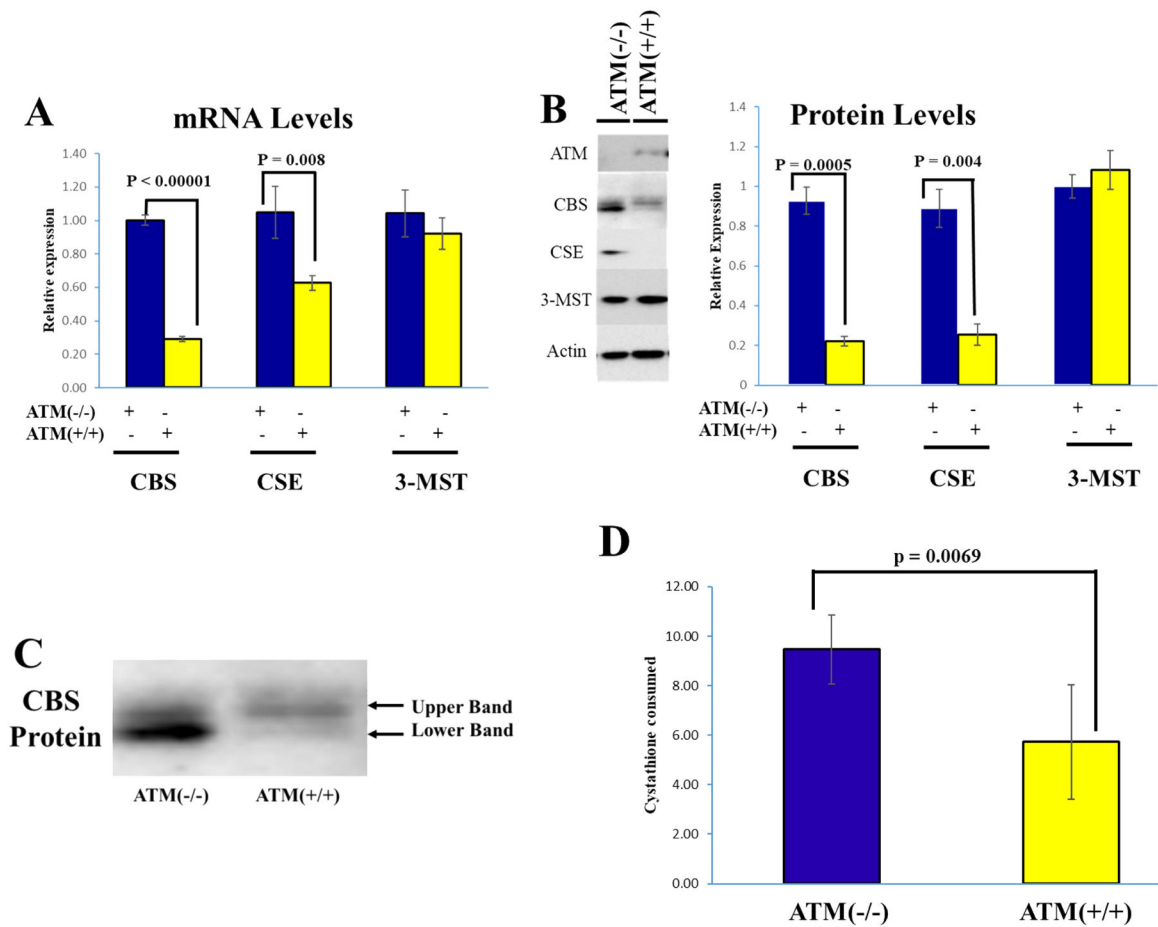 A
mRNA Levels
Relative expression
1.40
1.20
1.00
0.80
0.60
0.40
0.20
0.00
P < 0.00001
P = 0.008
ATM(-/-) + - + - + -
ATM(+/+) - + - + - +
CBS CSE 3-MST
B
ATM(-/-)
ATM(+/+)
ATM
CBS
CSE
3-MST
Actin
Protein Levels
Relative Expression
1.4
1.2
1
0.8
0.6
0.4
0.2
0
P = 0.0005
P = 0.004
ATM(-/-) + - + - + -
ATM(+/+) - + - + - +
CBS CSE 3-MST
C
CBS
Protein
Upper Band
Lower Band
ATM(-/-) ATM(+/+)
D
p = 0.0069
Cystathione consumed
12.00
10.00
8.00
6.00
4.00
2.00
0.00
ATM(-/-) ATM(+/+)